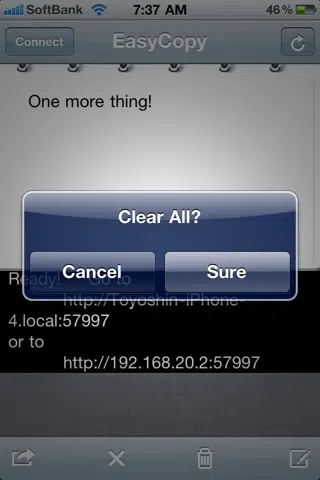 SoftBank 7:37 AM 46%
Connect EasyCopy
One more thing!
Clear All?
Cancel Sure
Ready! Go to
http://Toyoshin-iPhone-
4.local:57997
or to
http://192.168.20.2:57997